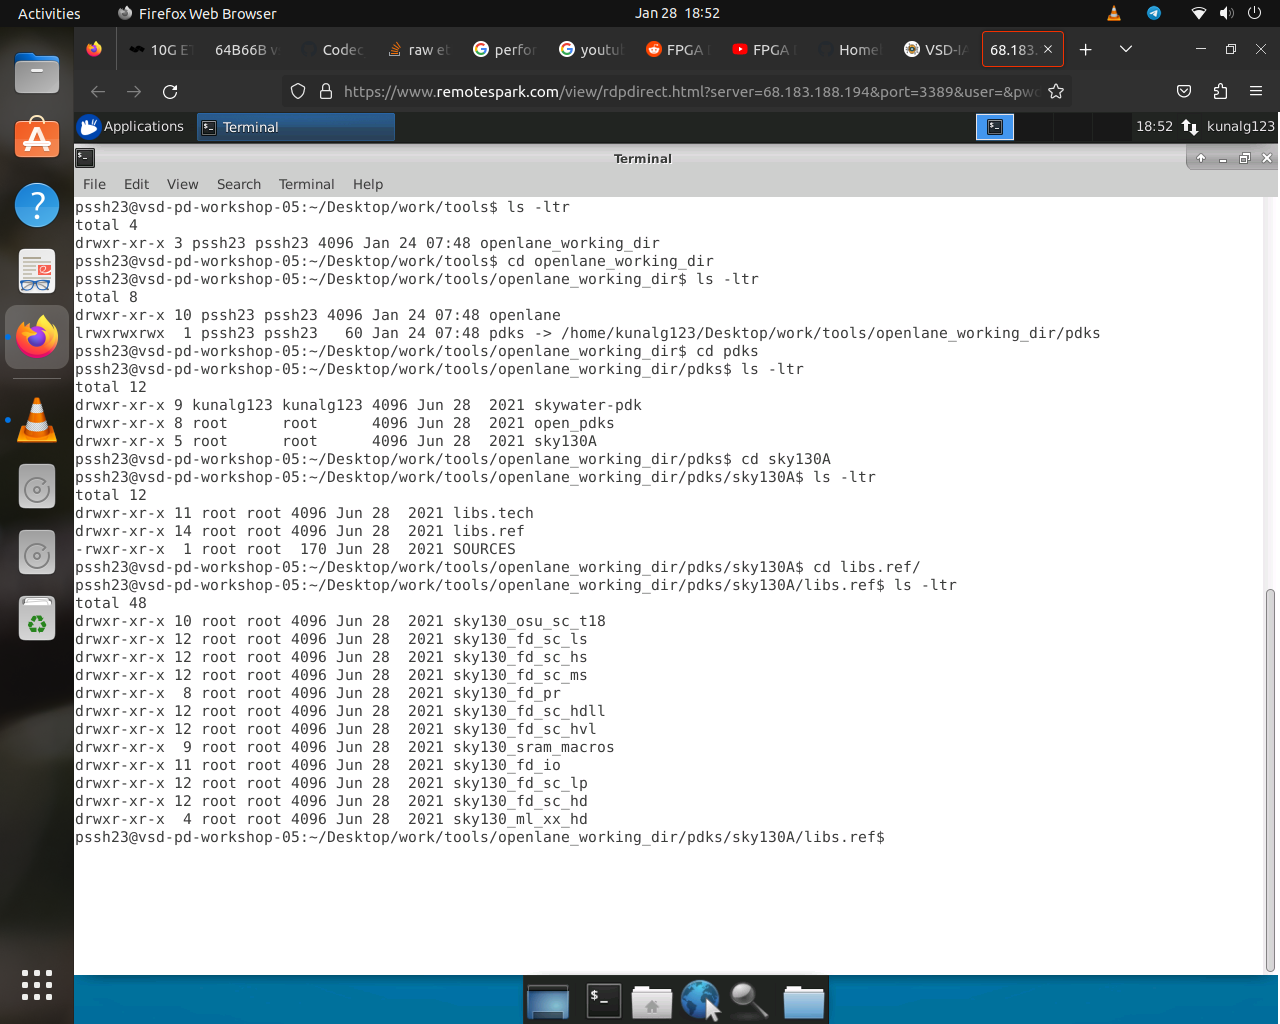 Activities
Firefox Web Browser
Jan 28 18:52
10G E
64B66B v
Codec
raw et
perfor
youtu
FPGA
FPGA
Home
VSD-IA
68.183.
https://www.remotespark.com/view/rdpdirect.html?server=68.183.188.194&port=3389&user=&pwd
Applications
Terminal
18:52
kunalg123
Terminal
File Edit View Search Terminal Help
pssh23@vsd-pd-workshop-05:~/Desktop/work/tools$ ls -ltr
total 4
drwxr-xr-x 3 pssh23 pssh23 4096 Jan 24 07:48 openlane_working_dir
pssh23@vsd-pd-workshop-05:~/Desktop/work/tools$ cd openlane_working_dir
pssh23@vsd-pd-workshop-05:~/Desktop/work/tools/openlane_working_dir$ ls -ltr
total 8
drwxr-xr-x 10 pssh23 pssh23 4096 Jan 24 07:48 openlane
lrwxrwxrwx  1 pssh23 pssh23   60 Jan 24 07:48 pdks -> /home/kunalg123/Desktop/work/tools/openlane_working_dir/pdks
pssh23@vsd-pd-workshop-05:~/Desktop/work/tools/openlane_working_dir$ cd pdks
pssh23@vsd-pd-workshop-05:~/Desktop/work/tools/openlane_working_dir/pdks$ ls -ltr
total 12
drwxr-xr-x 9 kunalg123 kunalg123 4096 Jun 28  2021 skywater-pdk
drwxr-xr-x 8 root      root      4096 Jun 28  2021 open_pdks
drwxr-xr-x 5 root      root      4096 Jun 28  2021 sky130A
pssh23@vsd-pd-workshop-05:~/Desktop/work/tools/openlane_working_dir/pdks$ cd sky130A
pssh23@vsd-pd-workshop-05:~/Desktop/work/tools/openlane_working_dir/pdks/sky130A$ ls -ltr
total 12
drwxr-xr-x 11 root root 4096 Jun 28  2021 libs.tech
drwxr-xr-x 14 root root 4096 Jun 28  2021 libs.ref
-rwxr-xr-x  1 root root  170 Jun 28  2021 SOURCES
pssh23@vsd-pd-workshop-05:~/Desktop/work/tools/openlane_working_dir/pdks/sky130A$ cd libs.ref/
pssh23@vsd-pd-workshop-05:~/Desktop/work/tools/openlane_working_dir/pdks/sky130A/libs.ref$ ls -ltr
total 48
drwxr-xr-x 10 root root 4096 Jun 28  2021 sky130_osu_sc_t18
drwxr-xr-x 12 root root 4096 Jun 28  2021 sky130_fd_sc_ls
drwxr-xr-x 12 root root 4096 Jun 28  2021 sky130_fd_sc_hs
drwxr-xr-x 12 root root 4096 Jun 28  2021 sky130_fd_sc_ms
drwxr-xr-x  8 root root 4096 Jun 28  2021 sky130_fd_pr
drwxr-xr-x 12 root root 4096 Jun 28  2021 sky130_fd_sc_hdll
drwxr-xr-x 12 root root 4096 Jun 28  2021 sky130_fd_sc_hvl
drwxr-xr-x  9 root root 4096 Jun 28  2021 sky130_sram_macros
drwxr-xr-x 11 root root 4096 Jun 28  2021 sky130_fd_io
drwxr-xr-x 12 root root 4096 Jun 28  2021 sky130_fd_sc_lp
drwxr-xr-x 12 root root 4096 Jun 28  2021 sky130_fd_sc_hd
drwxr-xr-x  4 root root 4096 Jun 28  2021 sky130_ml_xx_hd
pssh23@vsd-pd-workshop-05:~/Desktop/work/tools/openlane_working_dir/pdks/sky130A/libs.ref$